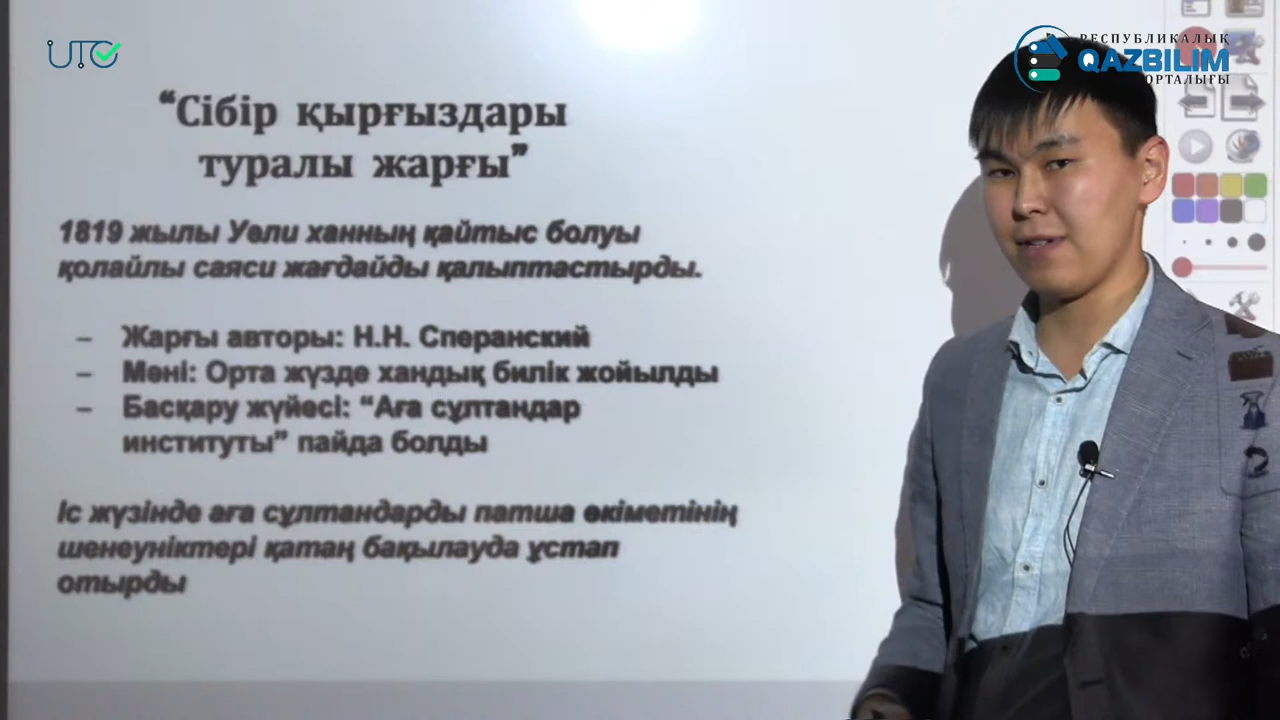 UTC
РЕСПУБЛИКАЛЫҚ
QAZBILIM
ПОРТАЛЫҒЫ
“Сібір қырғыздары
туралы жарғы”
1819 жылы Уәли ханның қайтыс болуы
қолайлы саяси жағдайды қалыптастырды.
– Жарғы авторы: Н.Н. Сперанский
– Мәні: Орта жүзде хандық билік жойылды
– Басқару жүйесі: “Аға сұлтандар
институты” пайда болды
Іс жүзінде аға сұлтандарды патша өкіметінің
шенеуніктері қатаң бақылауда ұстап
отырды